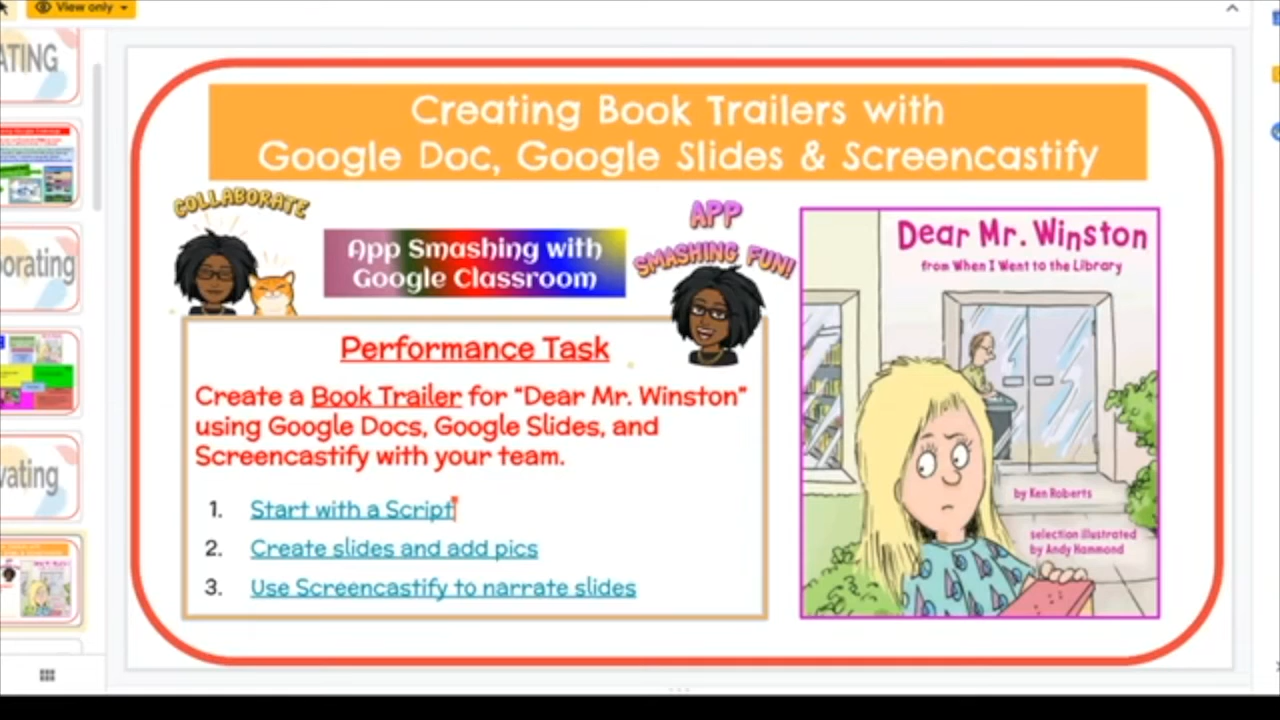 View only
ATING
orating
vating
Creating Book Trailers with
Google Doc, Google Slides & Screencastify
COLLABORATE
App Smashing with
Google Classroom
APP
SMASHING FUN!
Performance Task
Create a Book Trailer for “Dear Mr. Winston”
using Google Docs, Google Slides, and
Screencastify with your team.
1. Start with a Script
2. Create slides and add pics
3. Use Screencastify to narrate slides
Dear Mr. Winston
from When I Went to the Library
by Ken Roberts
selection illustrated
by Andy Hammond